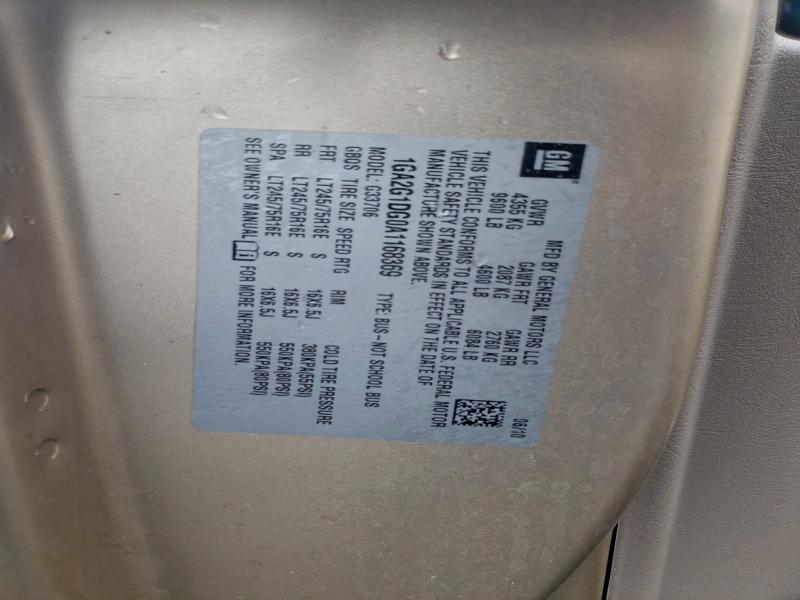 GM®
MFD BY GENERAL MOTORS LLC 06/10
GVWR GAWR FRT GAWR RR
4355 KG 2087 KG 2760 KG
9600 LB 4600 LB 6084 LB
THIS VEHICLE CONFORMS TO ALL APPLICABLE U.S. FEDERAL MOTOR
VEHICLE SAFETY STANDARDS IN EFFECT ON THE DATE OF
MANUFACTURE SHOWN ABOVE.
1GA2G1DG0A1168369
MODEL: G33706 TYPE: BUS-NOT SCHOOL BUS
GBDS TIRE SIZE SPEED RTG RIM COLD TIRE PRESSURE
FRT LT245/75R16E S 16X6.5J 380KPA(55PSI)
RR LT245/75R16E S 16X6.5J 550KPA(80PSI)
SPA LT245/75R16E S 16X6.5J 550KPA(80PSI)
SEE OWNER'S MANUAL FOR MORE INFORMATION.